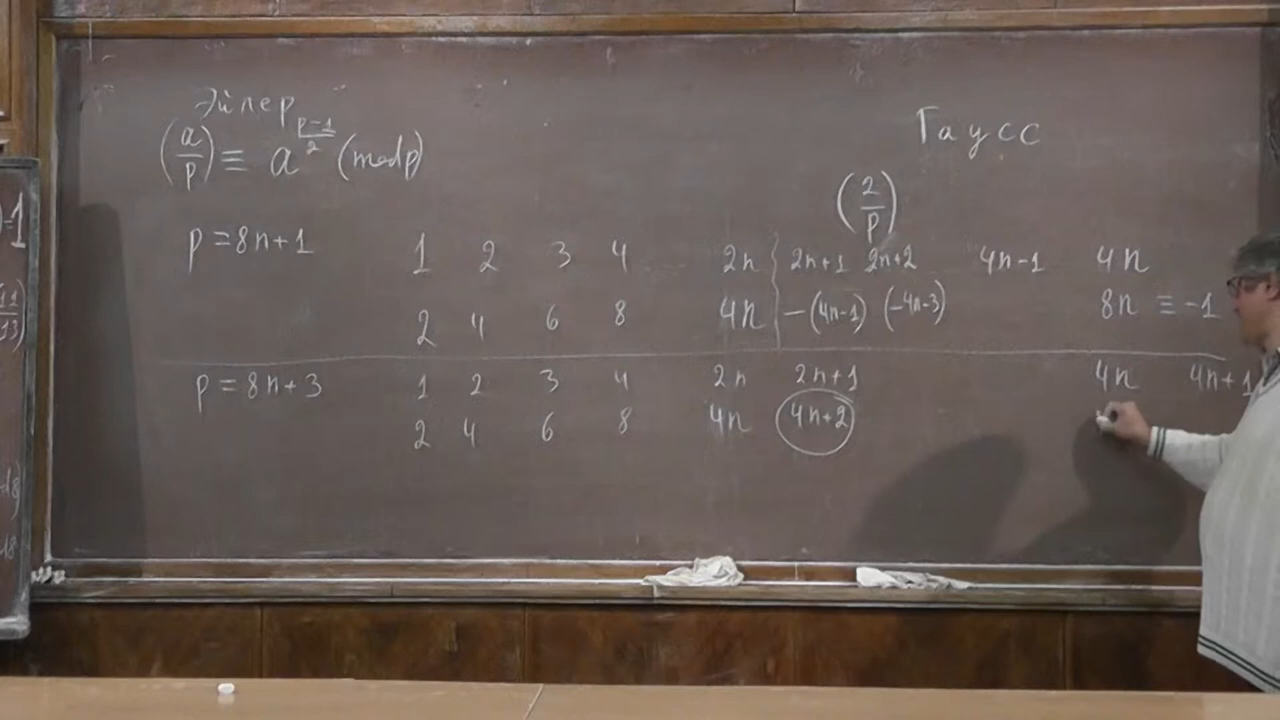 Эйлер
(a/p) ≡ a^{(p-1)/2} (mod p)
Гаусс
(2/p)
p = 8n+1 1 2 3 4 2n 2n+1 2n+2 4n-1 4n
2 4 6 8 4n -(4n-1) (-4n-3) 8n ≡ -1
p = 8n+3 1 2 3 4 2n 2n+1 4n 4n+1
2 4 6 8 4n 4n+2